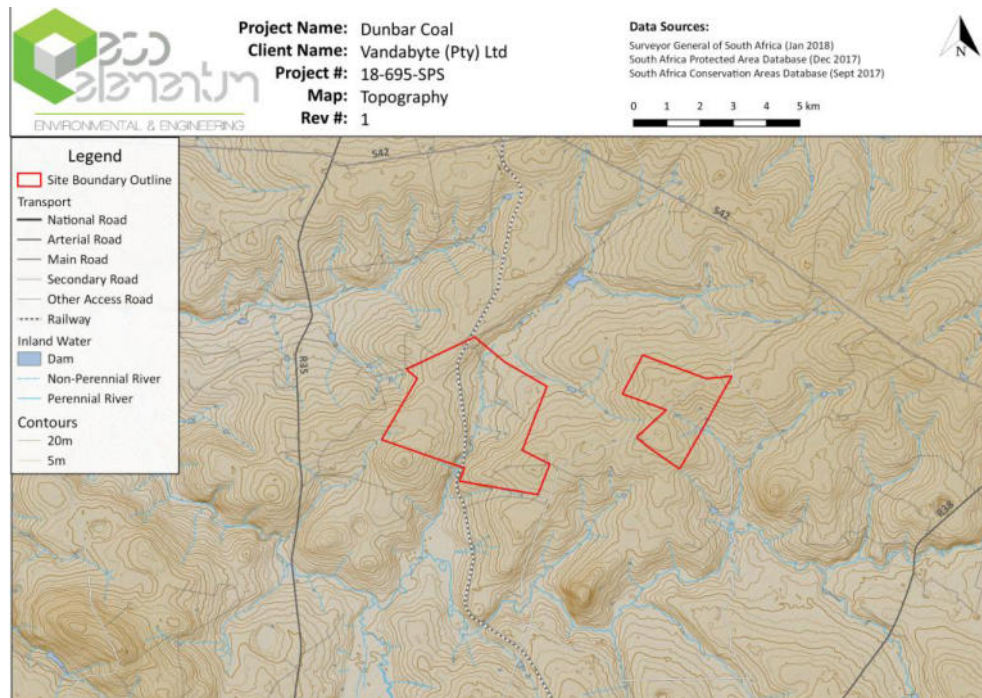 eco
elementum
ENVIRONMENTAL & ENGINEERING
Project Name: Dunbar Coal
Client Name: Vandabyte (Pty) Ltd
Project #: 18-695-SPS
Map: Topography
Rev #: 1
Data Sources:
Surveyor General of South Africa (Jan 2018)
South Africa Protected Area Database (Dec 2017)
South Africa Conservation Areas Database (Sept 2017)
0 1 2 3 4 5 km
N
Legend
Site Boundary Outline
Transport
National Road
Arterial Road
Main Road
Secondary Road
Other Access Road
Railway
Inland Water
Dam
Non-Perennial River
Perennial River
Contours
20m
5m
S42
S42
R35
R38